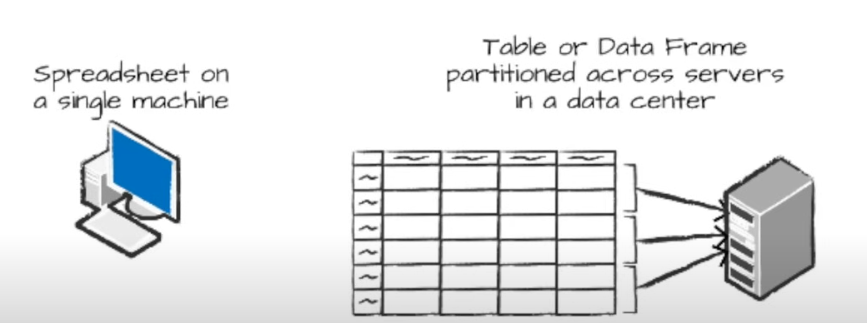 Spreadsheet on
a single machine
Table or Data Frame
partitioned across servers
in a data center